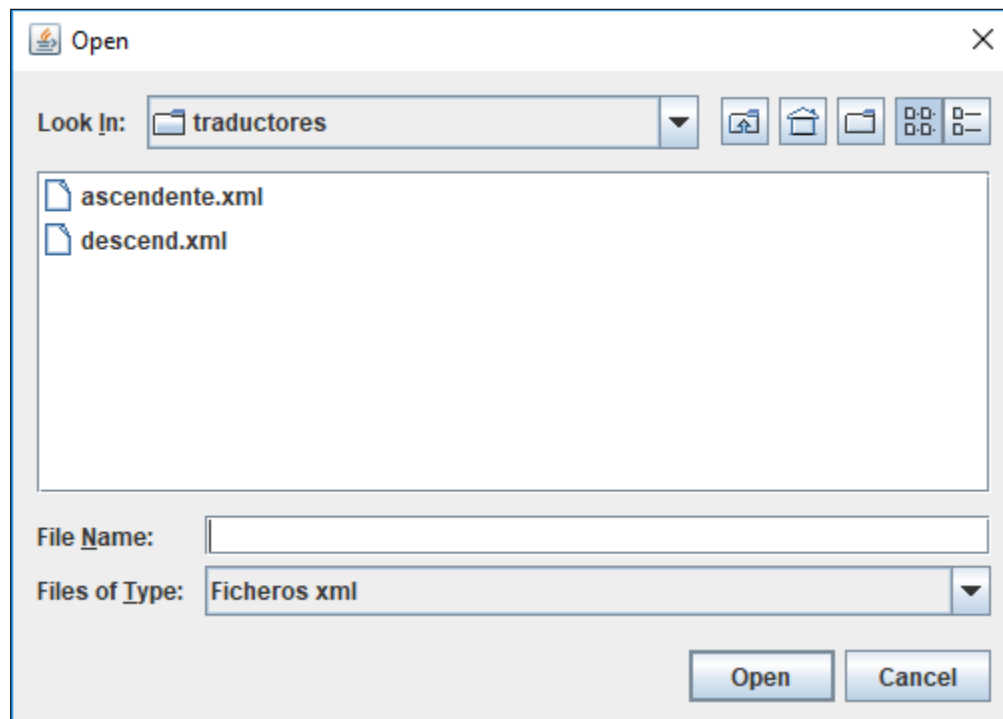 Open
Look In: traductores
ascendente.xml
descend.xml
File Name:
Files of Type: Ficheros xml
Open Cancel